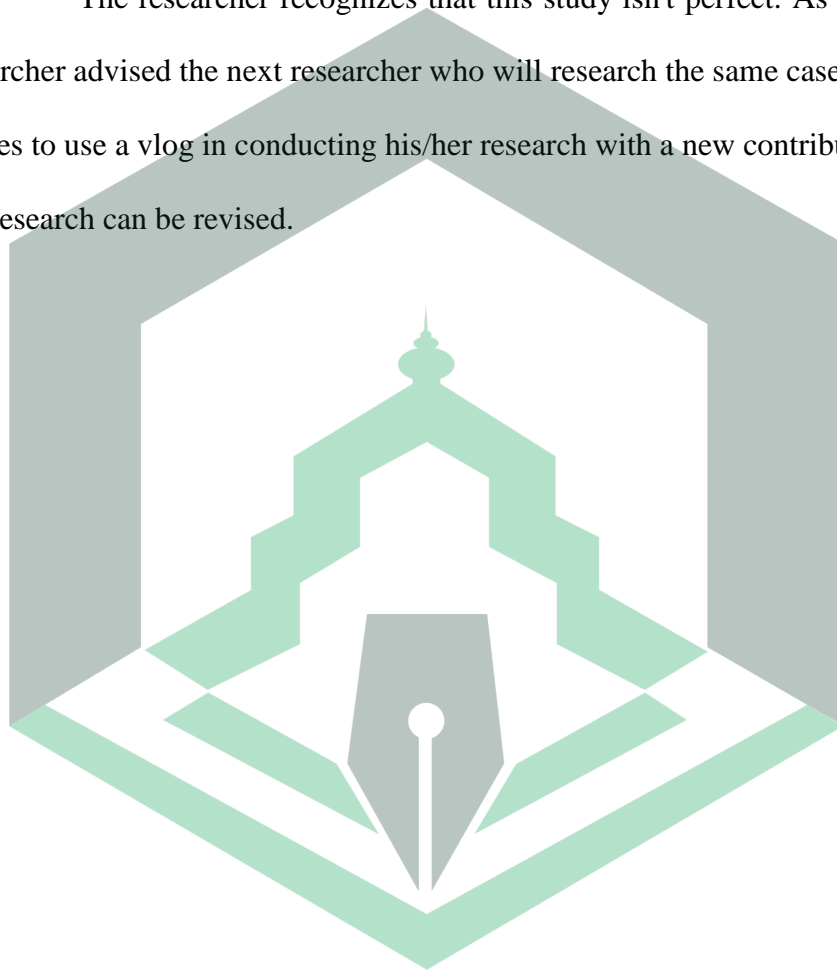 The researcher recognizes that this study isn't perfect. As
rcher advised the next researcher who will research the same case
es to use a vlog in conducting his/her research with a new contribu
esearch can be revised.